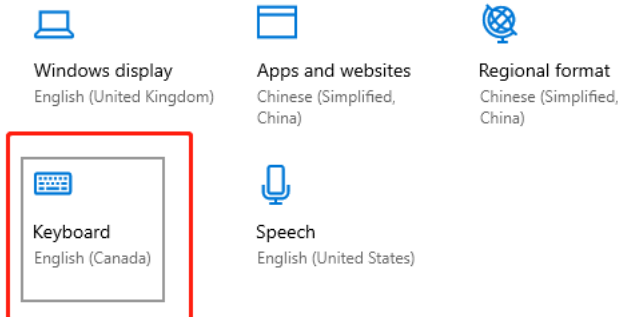 Windows display
English (United Kingdom)
Apps and websites
Chinese (Simplified,
China)
Regional format
Chinese (Simplified,
China)
Keyboard
English (Canada)
Speech
English (United States)